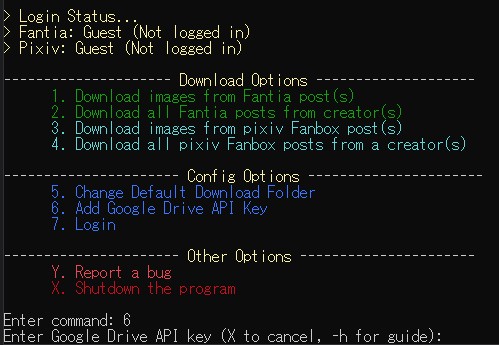 > Login Status...
> Fantia: Guest (Not logged in)
> Pixiv: Guest (Not logged in)
--------------------- Download Options --------------------
1. Download images from Fantia post(s)
2. Download all Fantia posts from creator(s)
3. Download images from pixiv Fanbox post(s)
4. Download all pixiv Fanbox posts from a creator(s)
---------------------- Config Options ---------------------
5. Change Default Download Folder
6. Add Google Drive API Key
7. Login
---------------------- Other Options ----------------------
Y. Report a bug
X. Shutdown the program
Enter command: 6
Enter Google Drive API key (X to cancel, -h for guide):